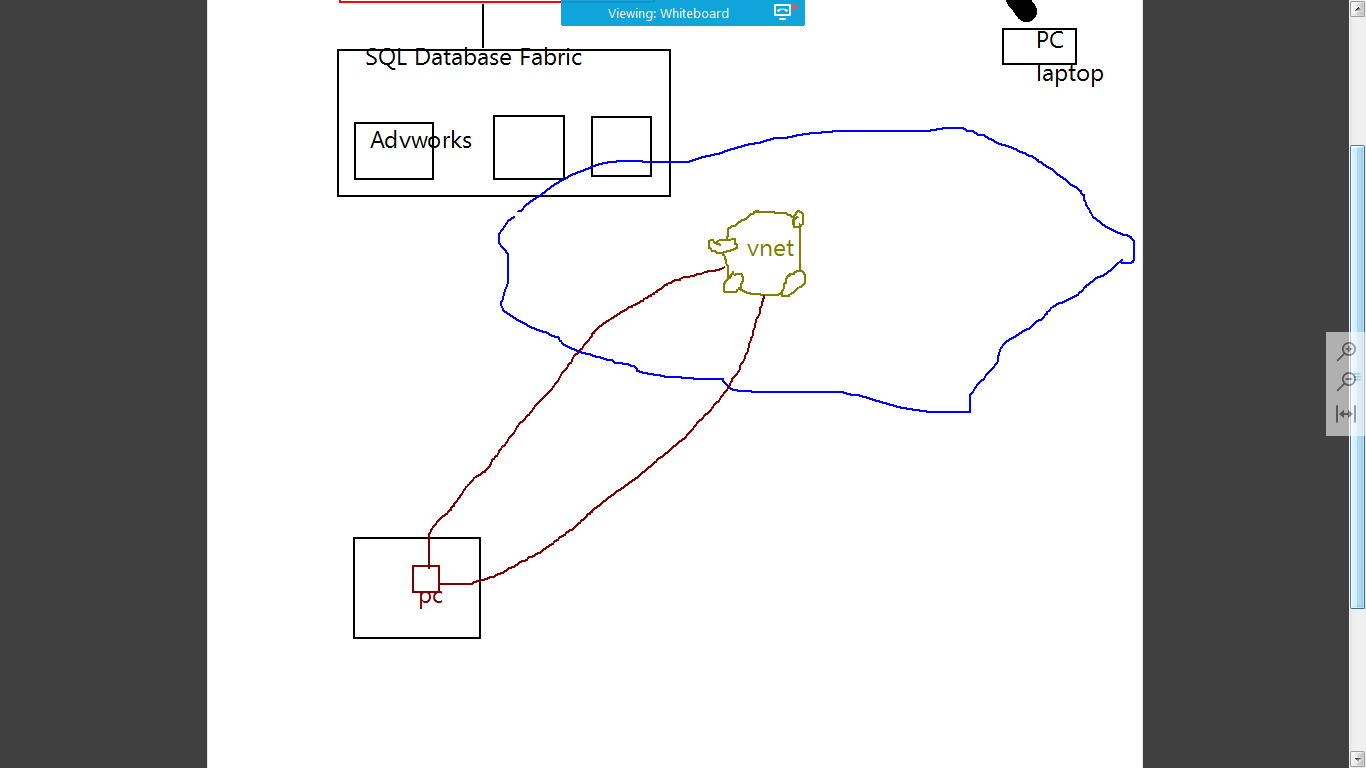 Viewing: Whiteboard
PC
laptop
SQL Database Fabric
Advworks
vnet
pc